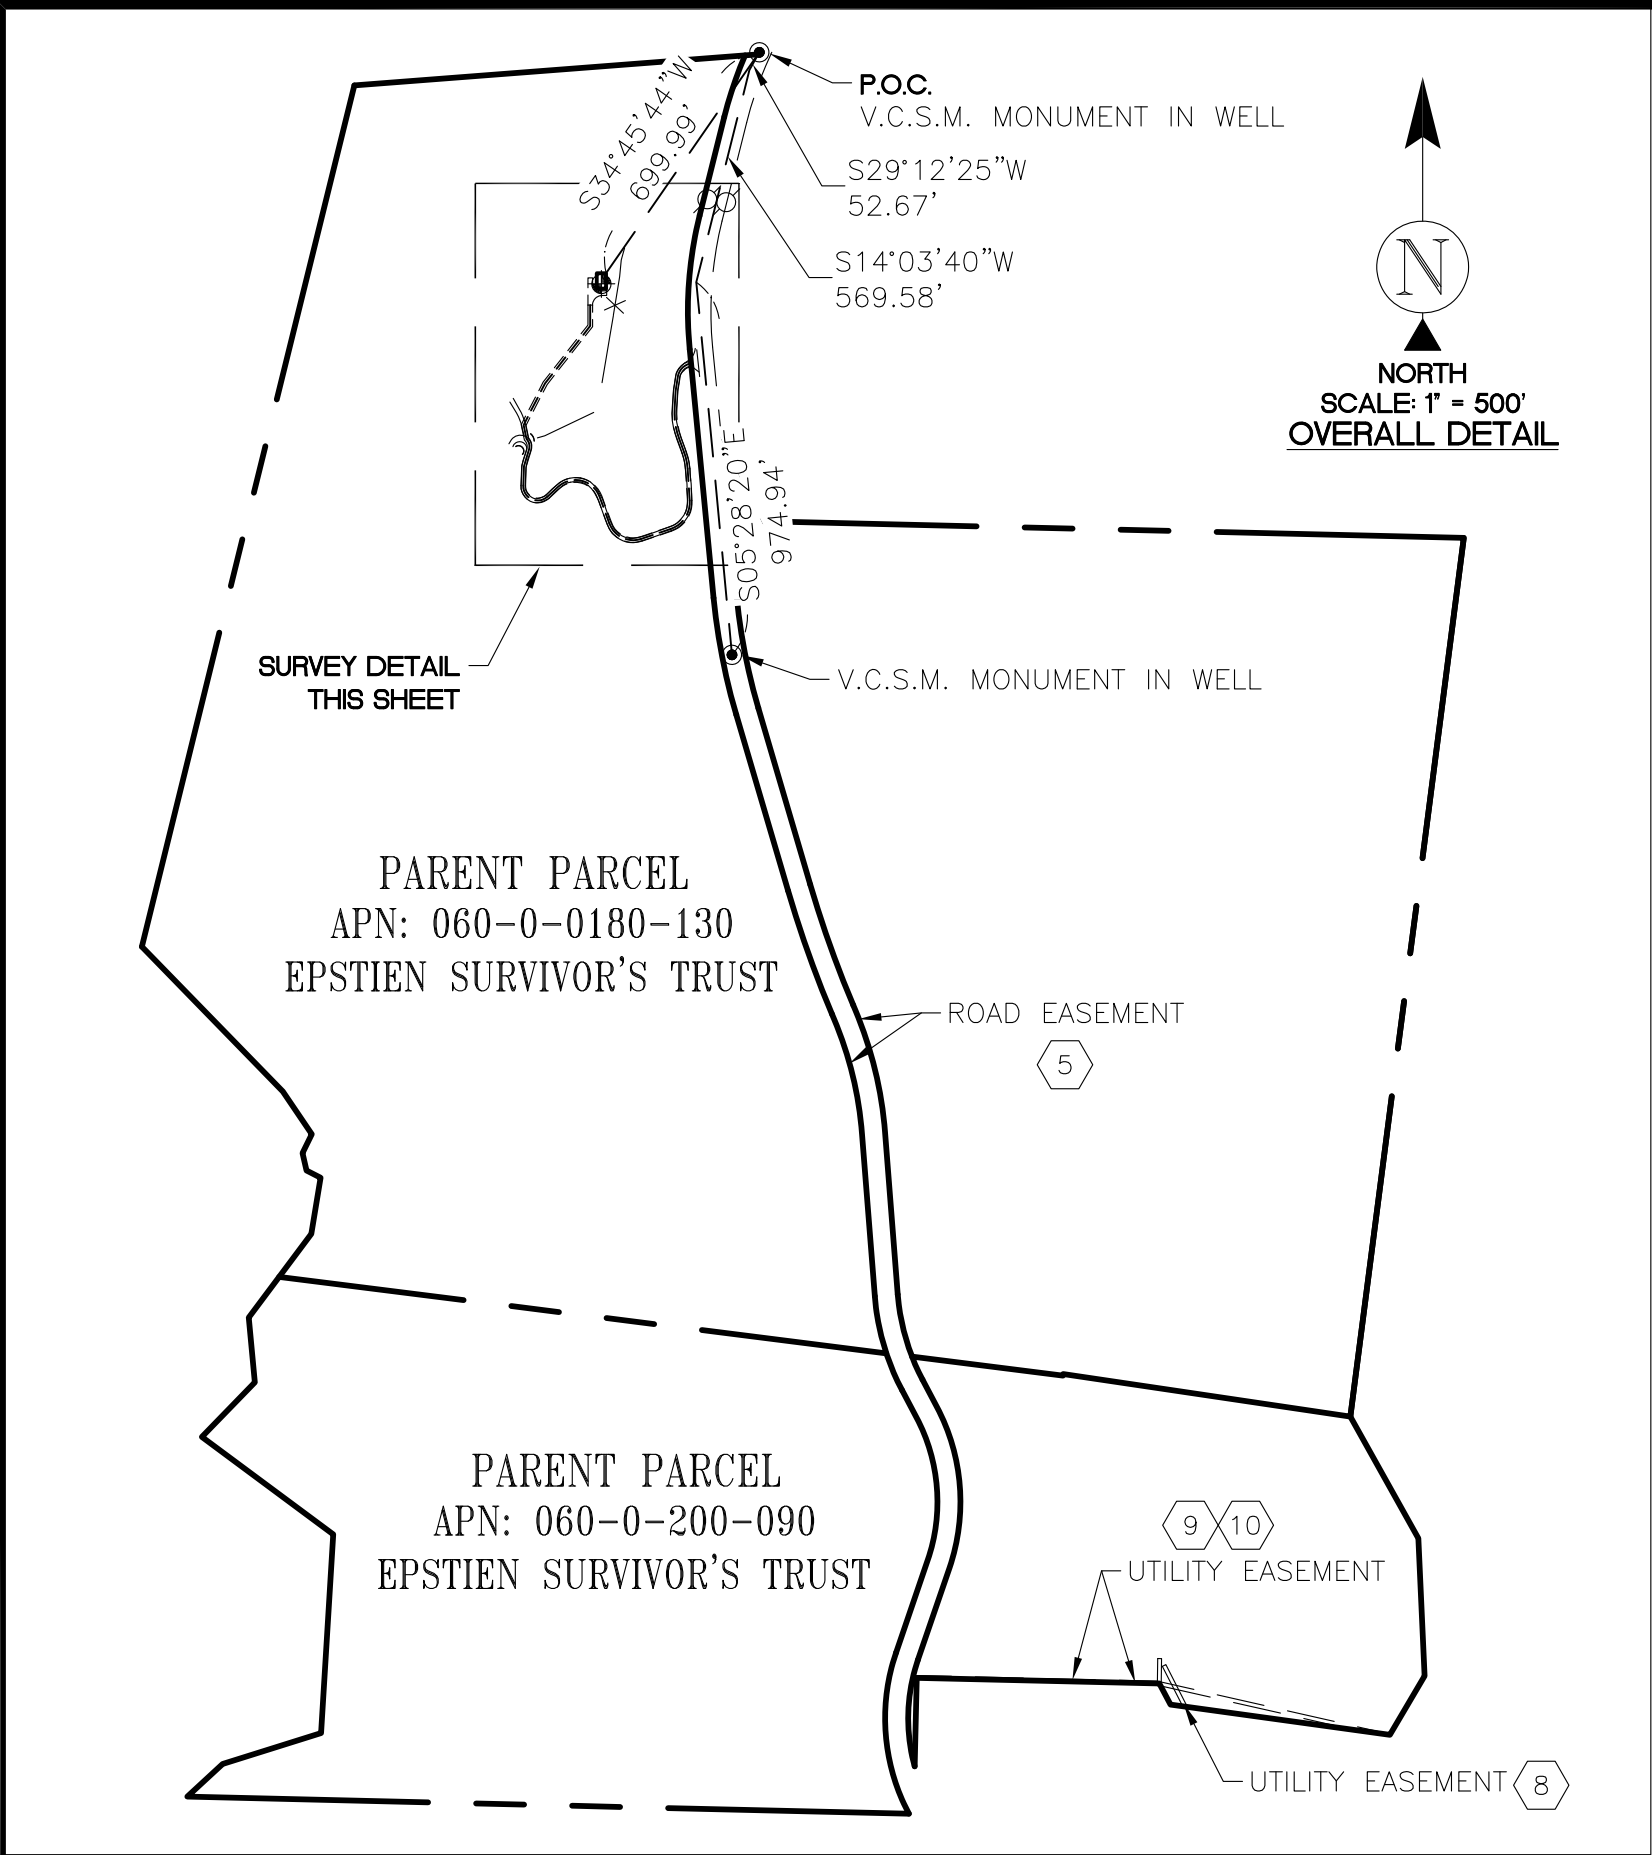 P.O.C.
V.C.S.M. MONUMENT IN WELL
S34°45'44"W
699.99'
S29°12'25"W
52.67'
S14°03'40"W
569.58'
N
NORTH
SCALE: 1" = 500'
OVERALL DETAIL
S05°28'20"E
974.94'
SURVEY DETAIL
THIS SHEET
V.C.S.M. MONUMENT IN WELL
PARENT PARCEL
APN: 060-0-0180-130
EPSTIEN SURVIVOR'S TRUST
ROAD EASEMENT
5
PARENT PARCEL
APN: 060-0-200-090
EPSTIEN SURVIVOR'S TRUST
9 10
UTILITY EASEMENT
UTILITY EASEMENT 8